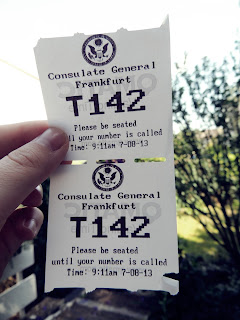 Consulate General
Frankfurt
T142
Please be seated
until your number is called
Time: 9:11am 7-08-13
Consulate General
Frankfurt
T142
Please be seated
until your number is called
Time: 9:11am 7-08-13